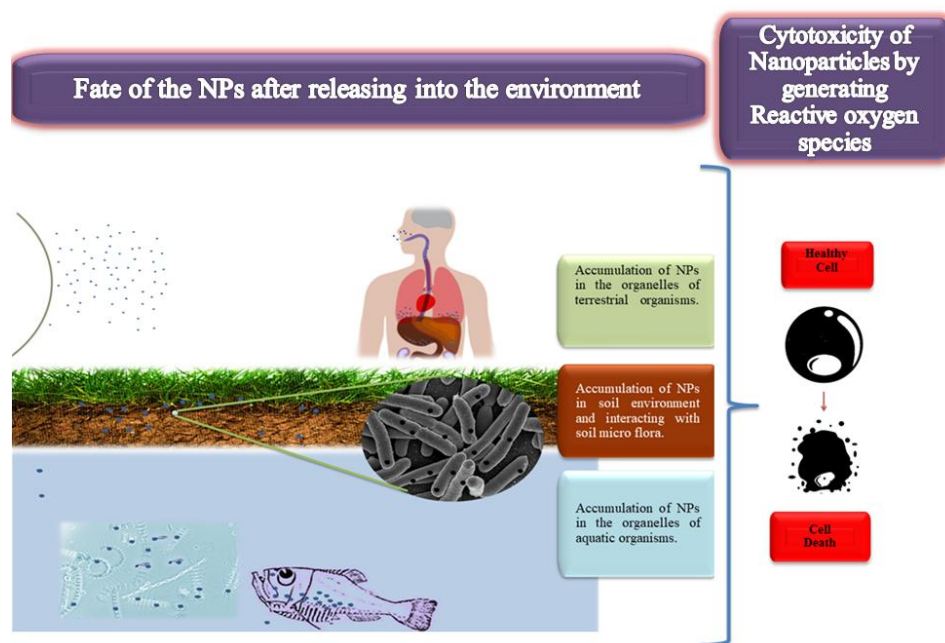 Fate of the NPs after releasing into the environment
Cytotoxicity of
Nanoparticles by
generating
Reactive oxygen
species
Accumulation of NPs
in the organelles of
terrestrial organisms.
Accumulation of NPs
in soil environment
and interacting with
soil micro flora.
Accumulation of NPs
in the organelles of
aquatic organisms.
Healthy
Cell
Cell
Death